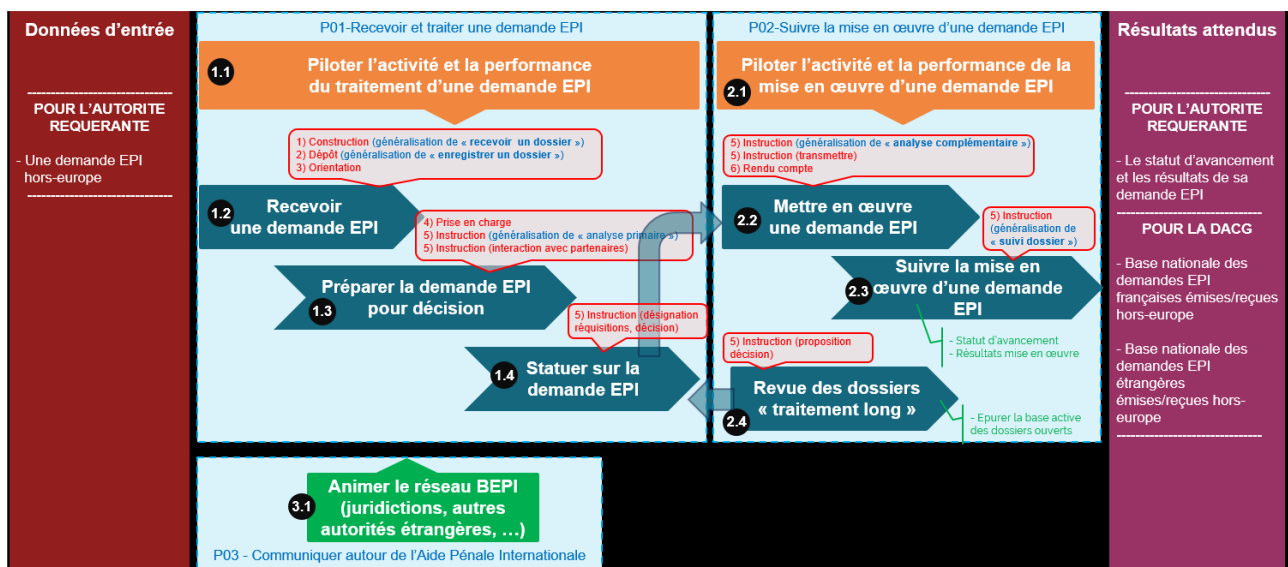 Données d'entrée
-------------------------------
POUR L'AUTORITE
REQUERANTE
- Une demande EPI
hors-europe
-------------------------------
P01-Recevoir et traiter une demande EPI
1.1
Piloter l'activité et la performance
du traitement d'une demande EPI
1) Construction (généralisation de « recevoir un dossier »)
2) Dépôt (généralisation de « enregistrer un dossier »)
3) Orientation
1.2
Recevoir
une demande EPI
4) Prise en charge
5) Instruction (généralisation de « analyse primaire »)
5) Instruction (interaction avec partenaires)
1.3
Préparer la demande EPI
pour décision
5) Instruction (désignation
réquisitions, décision)
1.4
Statuer sur la
demande EPI
P02-Suivre la mise en œuvre d'une demande EPI
2.1
Piloter l'activité et la performance de la
mise en œuvre d'une demande EPI
5) Instruction (généralisation de « analyse complémentaire »)
5) Instruction (transmettre)
6) Rendu compte
2.2
Mettre en œuvre
une demande EPI
5) Instruction
(généralisation de
« suivi dossier »)
2.3
Suivre la mise en
œuvre d'une demande
EPI
- Statut d'avancement
- Résultats mise en œuvre
5) Instruction (proposition
décision)
2.4
Revue des dossiers
« traitement long »
- Epurer la base active
des dossiers ouverts
3.1
Animer le réseau BEPI
(juridictions, autres
autorités étrangères, …)
P03 - Communiquer autour de l'Aide Pénale Internationale
Résultats attendus
-------------------------------
POUR L'AUTORITE
REQUERANTE
- Le statut d'avancement
et les résultats de sa
demande EPI
-------------------------------
POUR LA DACG
- Base nationale des
demandes EPI
françaises émises/reçues
hors-europe
- Base nationale des
demandes EPI
étrangères
émises/reçues hors-
europe
-------------------------------